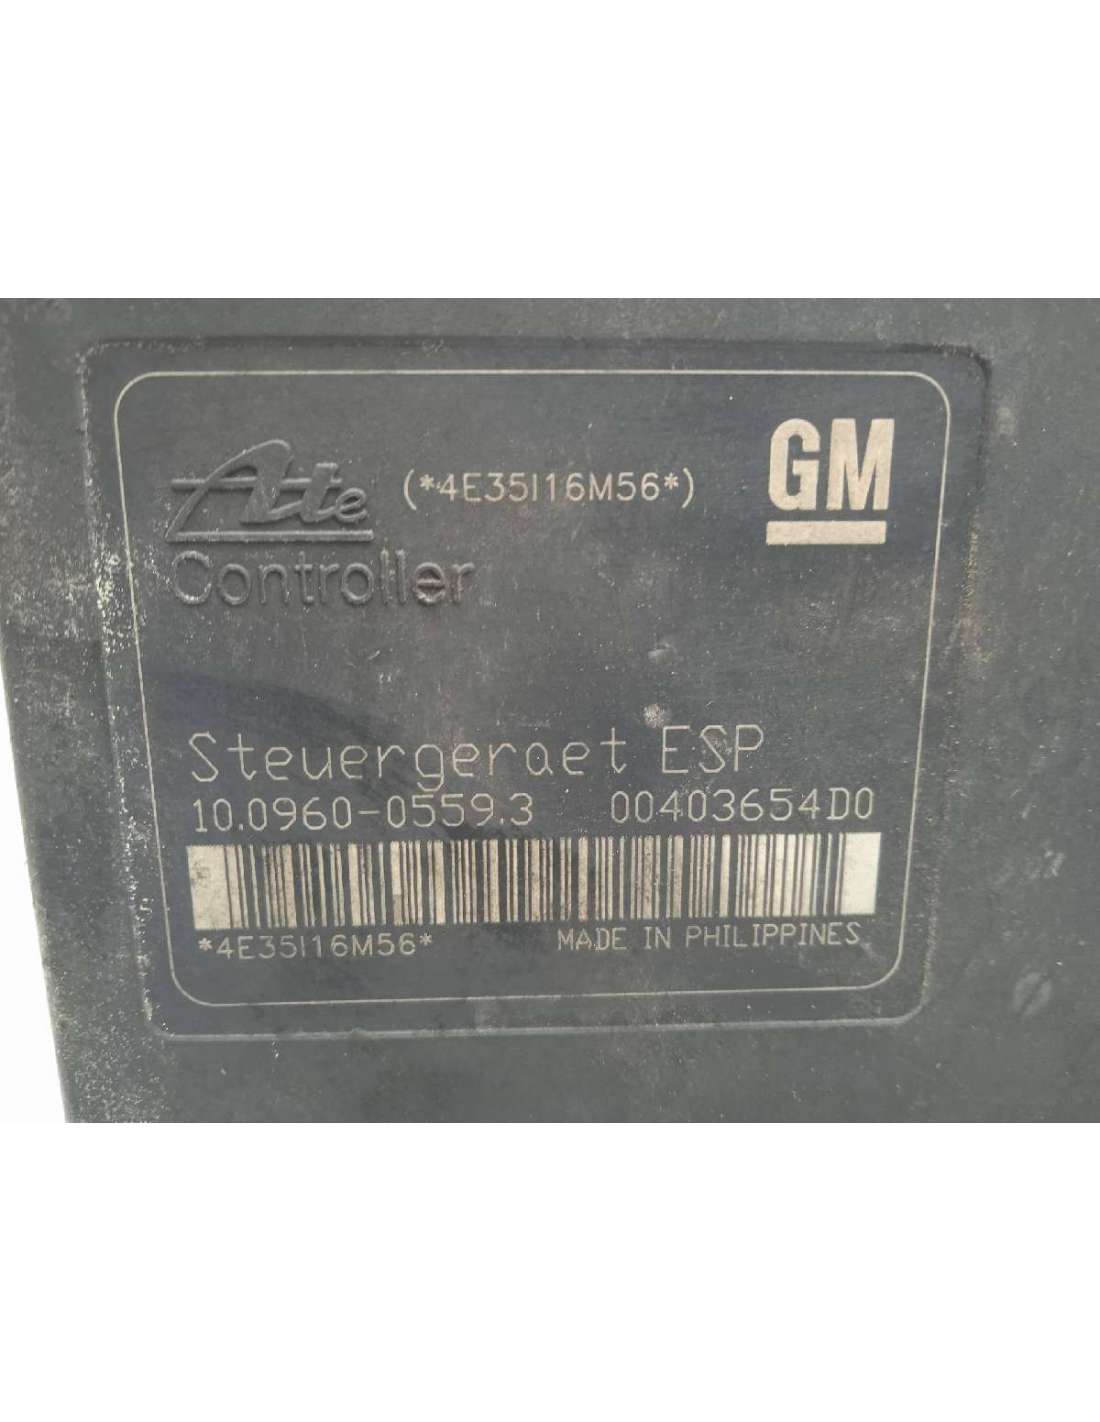 Ate (*4E35I16M56*) GM
Controller
Steuergeraet ESP
10.0960-0559.3 00403654D0
*4E35I16M56* MADE IN PHILIPPINES